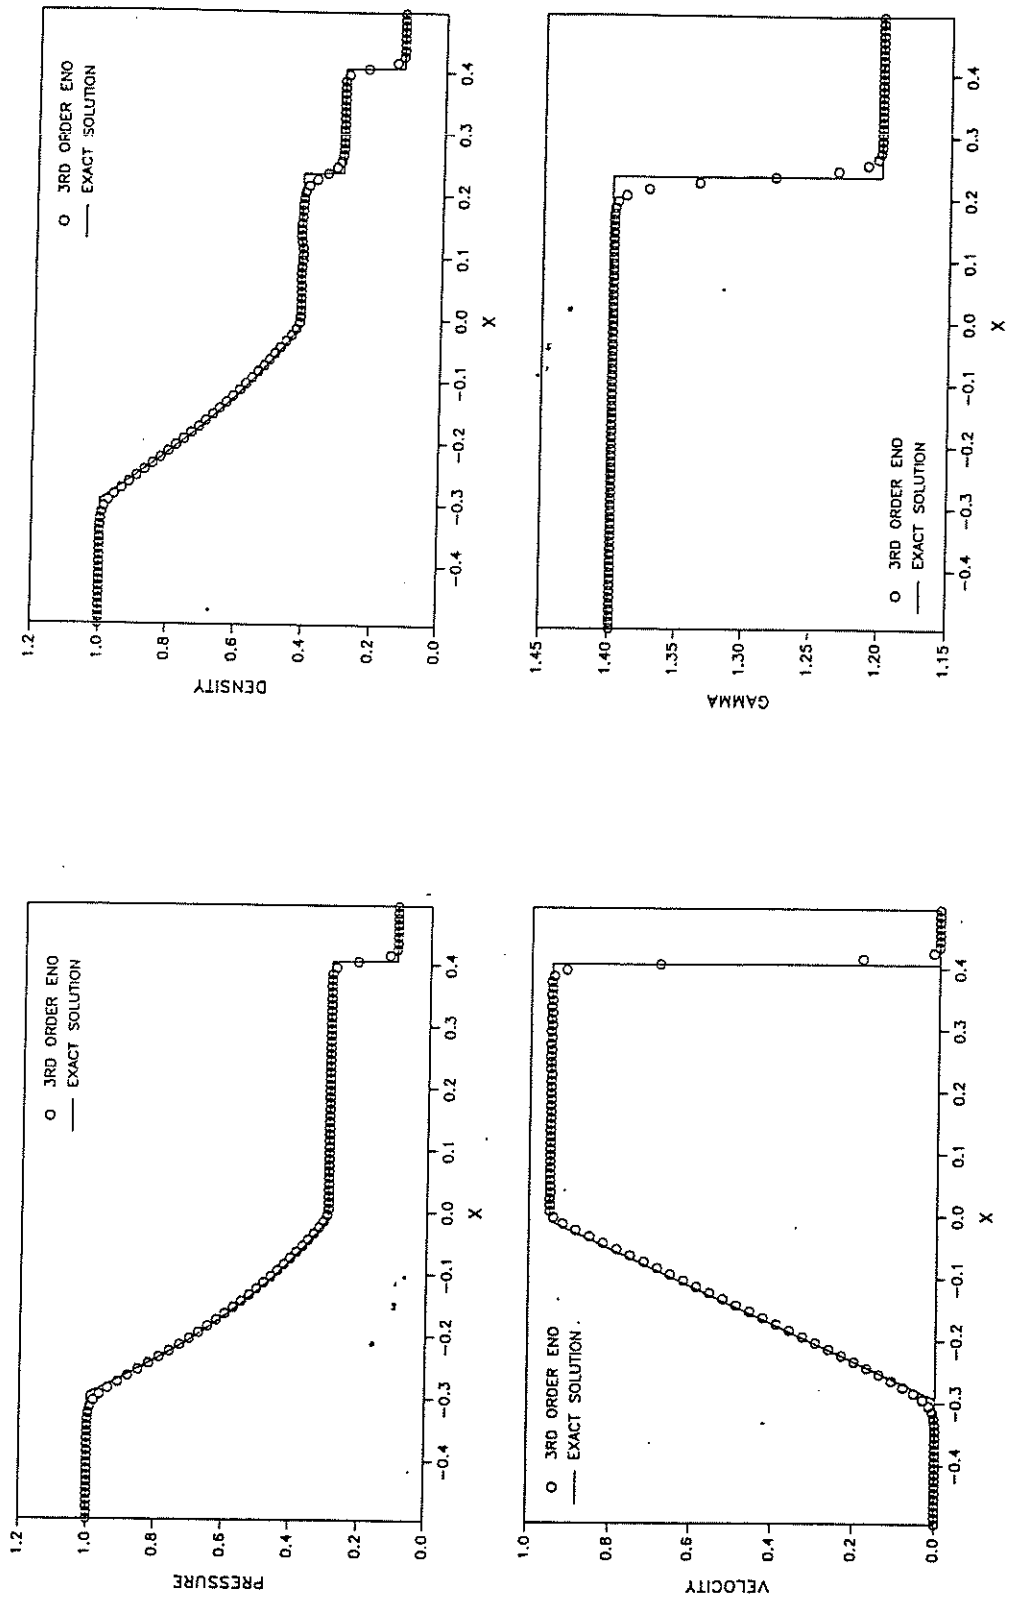 1.2
1.0
0.8
0.6
0.4
0.2
0.0
PRESSURE
○ 3RD ORDER ENO
— EXACT SOLUTION
−0.4 −0.3 −0.2 −0.1 0.0 0.1 0.2 0.3 0.4
X
1.2
1.0
0.8
0.6
0.4
0.2
0.0
DENSITY
○ 3RD ORDER ENO
— EXACT SOLUTION
−0.4 −0.3 −0.2 −0.1 0.0 0.1 0.2 0.3 0.4
X
1.0
0.8
0.6
0.4
0.2
0.0
VELOCITY
○ 3RD ORDER ENO
— EXACT SOLUTION
−0.4 −0.3 −0.2 −0.1 0.0 0.1 0.2 0.3 0.4
X
1.45
1.40
1.35
1.30
1.25
1.20
1.15
GAMMA
○ 3RD ORDER ENO
— EXACT SOLUTION
−0.4 −0.3 −0.2 −0.1 0.0 0.1 0.2 0.3 0.4
X